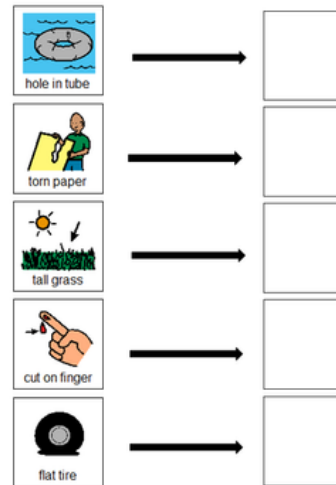 hole in tube
torn paper
tall grass
cut on finger
flat tire